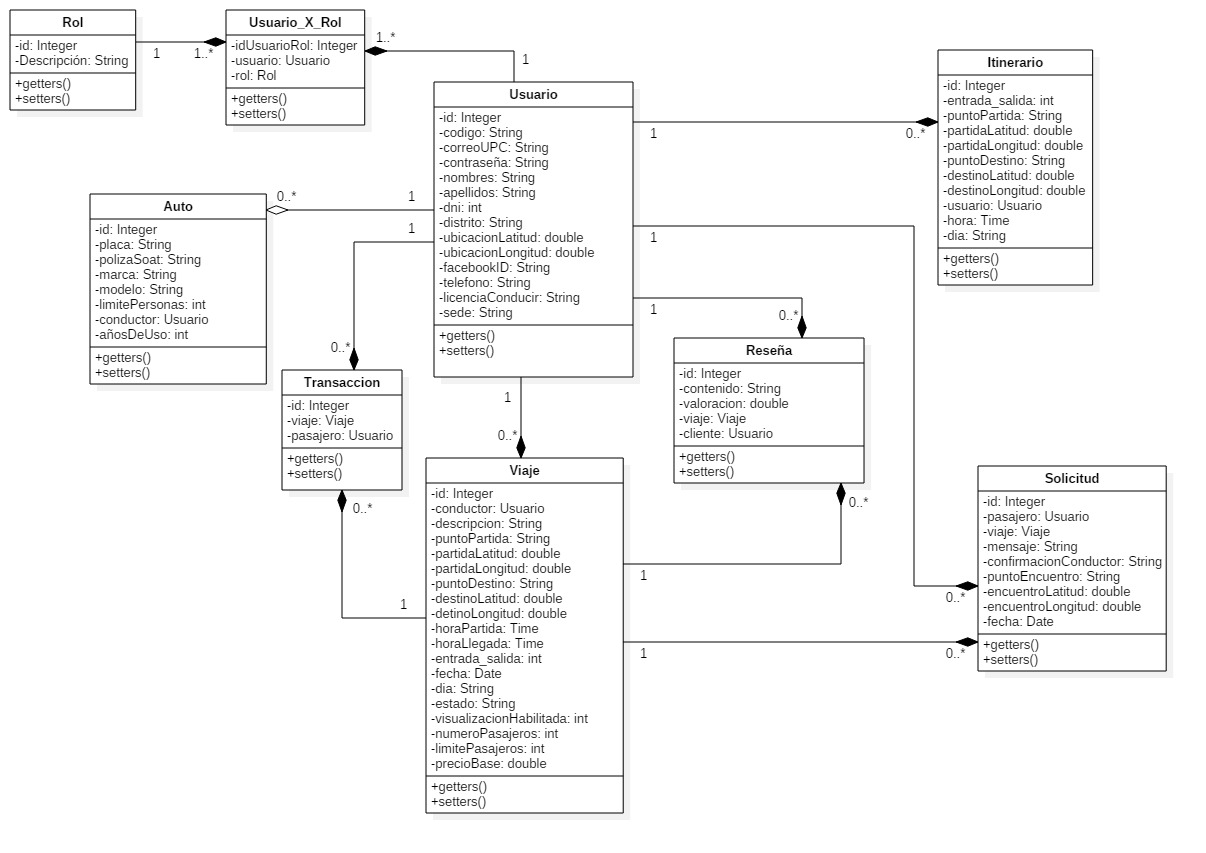 Rol
-id: Integer
-Descripción: String
+getters()
+setters()
1
1..*
Usuario_X_Rol
-idUsuarioRol: Integer
-usuario: Usuario
-rol: Rol
+getters()
+setters()
1..*
1
Usuario
-id: Integer
-codigo: String
-correoUPC: String
-contraseña: String
-nombres: String
-apellidos: String
-dni: int
-distrito: String
-ubicacionLatitud: double
-ubicacionLongitud: double
-facebookID: String
-telefono: String
-licenciaConducir: String
-sede: String
+getters()
+setters()
1
0..*
Itinerario
-id: Integer
-entrada_salida: int
-puntoPartida: String
-partidaLatitud: double
-partidaLongitud: double
-puntoDestino: String
-destinoLatitud: double
-destinoLongitud: double
-usuario: Usuario
-hora: Time
-dia: String
+getters()
+setters()
0..*
1
Auto
-id: Integer
-placa: String
-polizaSoat: String
-marca: String
-modelo: String
-limitePersonas: int
-conductor: Usuario
-añosDeUso: int
+getters()
+setters()
1
0..*
Transaccion
-id: Integer
-viaje: Viaje
-pasajero: Usuario
+getters()
+setters()
0..*
1
1
0..*
Viaje
-id: Integer
-conductor: Usuario
-descripcion: String
-puntoPartida: String
-partidaLatitud: double
-partidaLongitud: double
-puntoDestino: String
-destinoLatitud: double
-detinoLongitud: double
-horaPartida: Time
-horaLlegada: Time
-entrada_salida: int
-fecha: Date
-dia: String
-estado: String
-visualizacionHabilitada: int
-numeroPasajeros: int
-limitePasajeros: int
-precioBase: double
+getters()
+setters()
1
1
0..*
Reseña
-id: Integer
-contenido: String
-valoracion: double
-viaje: Viaje
-cliente: Usuario
+getters()
+setters()
0..*
1
0..*
Solicitud
-id: Integer
-pasajero: Usuario
-viaje: Viaje
-mensaje: String
-confirmacionConductor: String
-puntoEncuentro: String
-encuentroLatitud: double
-encuentroLongitud: double
-fecha: Date
+getters()
+setters()
1
0..*